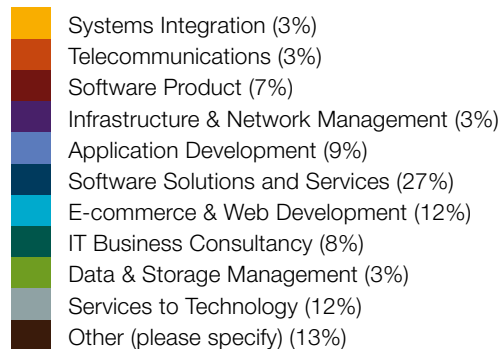 Systems Integration (3%)
Telecommunications (3%)
Software Product (7%)
Infrastructure & Network Management (3%)
Application Development (9%)
Software Solutions and Services (27%)
E-commerce & Web Development (12%)
IT Business Consultancy (8%)
Data & Storage Management (3%)
Services to Technology (12%)
Other (please specify) (13%)